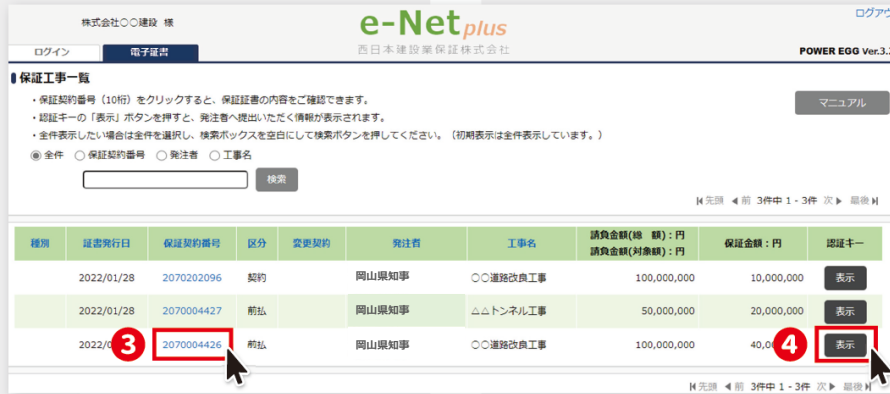 株式会社〇〇建設 様
e-Net plus
西日本建設業保証株式会社
ログイン 電子証書
POWER EGG Ver.3.
保証工事一覧
・保証契約番号（10桁）をクリックすると、保証証書の内容をご確認できます。
・認証キーの「表示」ボタンを押すと、発注者へ提出いただく情報が表示されます。
マニュアル
・全件表示したい場合は全件を選択し、検索ボックスを空白にして検索ボタンを押してください。（初期表示は全件表示しています。）
全件 保証契約番号 発注者 工事名
検索
先頭 前 3件中 1 - 3件 次 最後
種別 証書発行日 保証契約番号 区分 変更契約 発注者 工事名 請負金額(総 額)：円 保証金額：円 認証キー
請負金額(対象額)：円
2022/01/28 2070202096 契約 岡山県知事 〇〇道路改良工事 100,000,000 10,000,000 表示
2022/01/28 2070004427 前払 岡山県知事 △△トンネル工事 50,000,000 20,000,000 表示
2022/0 3 2070004426 前払 岡山県知事 〇〇道路改良工事 100,000,000 40,0 4 表示
先頭 前 3件中 1 - 3件 次 最後